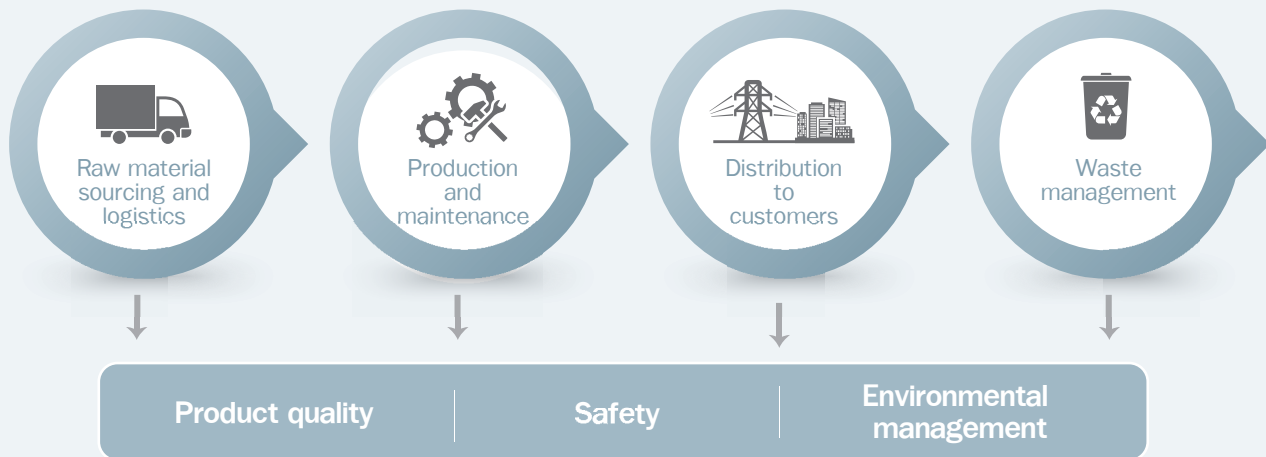 Raw material
sourcing and
logistics
Production
and
maintenance
Distribution
to
customers
Waste
management
Product quality
Safety
Environmental
management